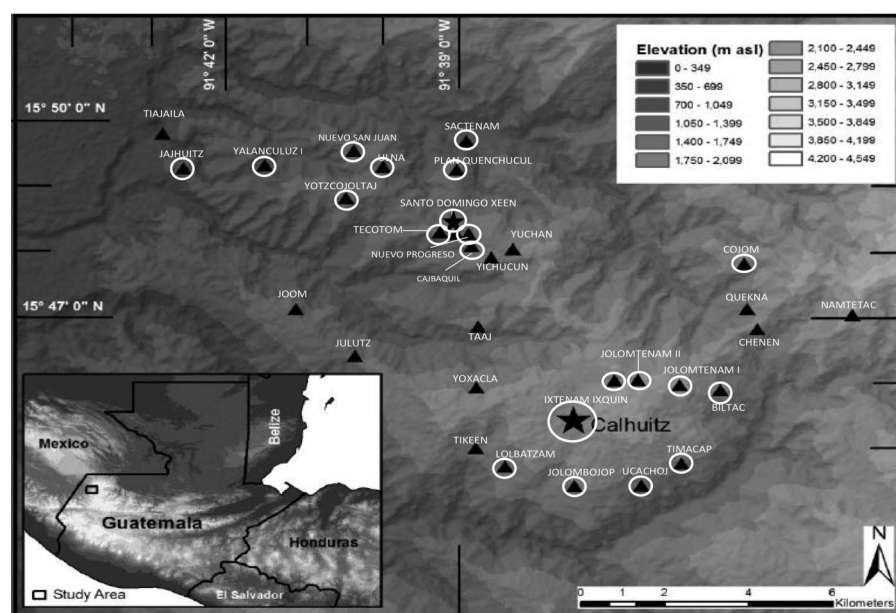 91° 42' 0" W
91° 39' 0" W
Elevation (m asl)
0 - 349
350 - 699
700 - 1,049
1,050 - 1,399
1,400 - 1,749
1,750 - 2,099
2,100 - 2,449
2,450 - 2,799
2,800 - 3,149
3,150 - 3,499
3,500 - 3,849
3,850 - 4,199
4,200 - 4,549
15° 50' 0" N
TIAJAILA
JAJHUITZ
YALANCULUZ I
NUEVO SAN JUAN
ULNA
SACTENAM
PLAN QUENCHUCUL
YOTZCOJOLTAJ
SANTO DOMINGO XEEN
TECOTOM
NUEVO PROGRESO
YUCHAN
YICHUCUN
CAJBAQUIL
COJOM
15° 47' 0" N
JOOM
QUEKNA
NAMTETAC
CHENEN
TAAJ
JULUTZ
JOLOMTENAM II
JOLOMTENAM I
YOXACLA
BILTAC
IXTENAM IXQUIN
Calhuitz
TIKEEN
LOLBATZAM
TIMACAP
JOLOMBOJOP
UCACHOJ
Mexico
Belize
Guatemala
Honduras
El Salvador
Study Area
N
0 1 2 4 6
Kilometers